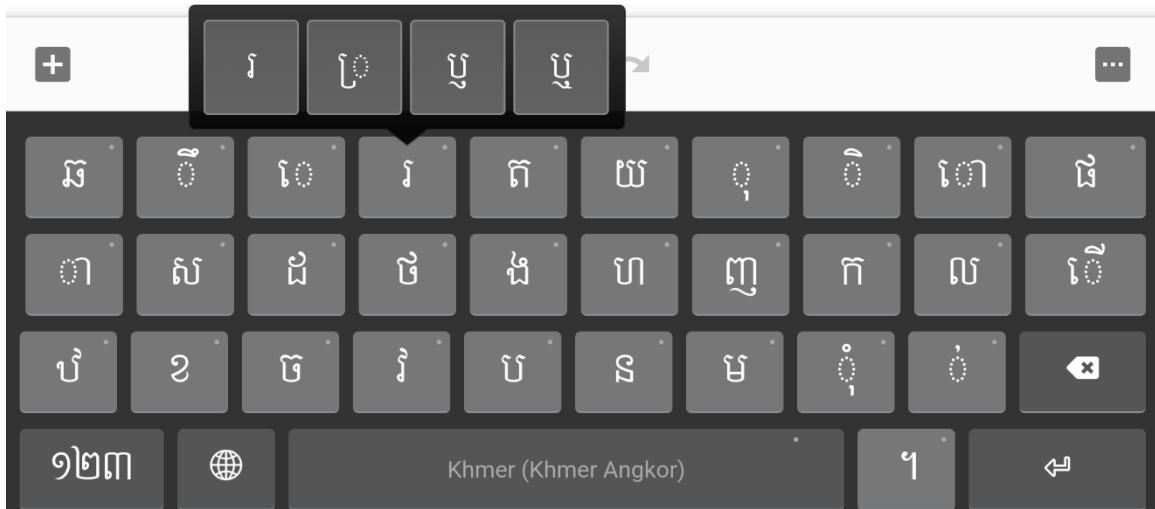 រ ្រ ឫ ឬ
ឆ ឹ េ រ ត យ ុ ិ ោ ផ
ា ស ដ ថ ង ហ ញ ក ល ើ
ឋ ខ ច វ ប ន ម ុំ ់ 
១២៣ Khmer (Khmer Angkor) ។